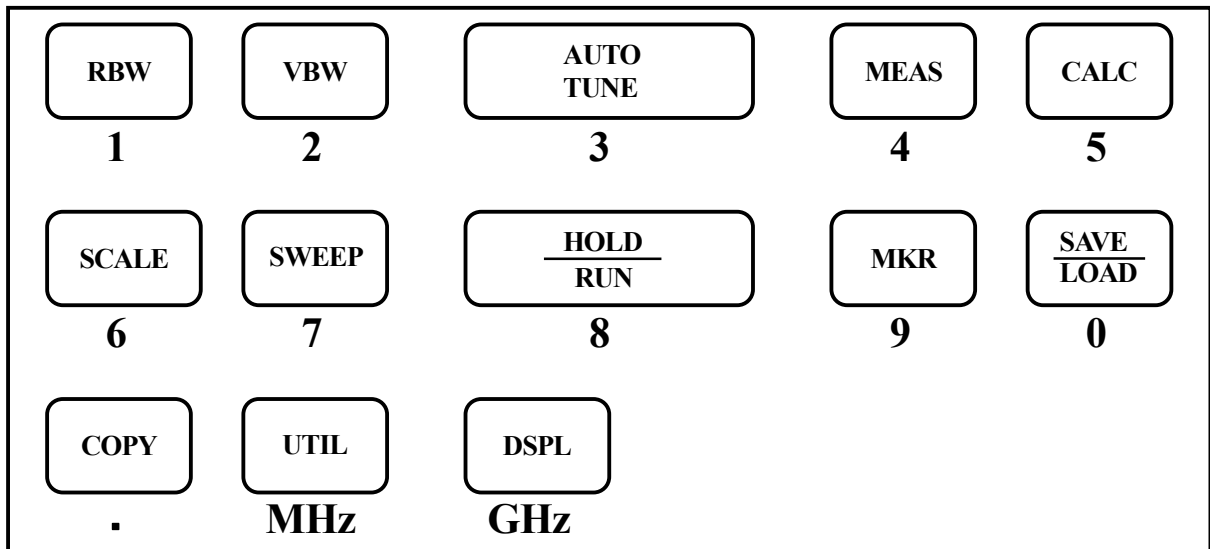 RBW VBW AUTO TUNE MEAS CALC
1 2 3 4 5
SCALE SWEEP HOLD RUN MKR SAVE LOAD
6 7 8 9 0
COPY UTIL DSPL
. MHz GHz